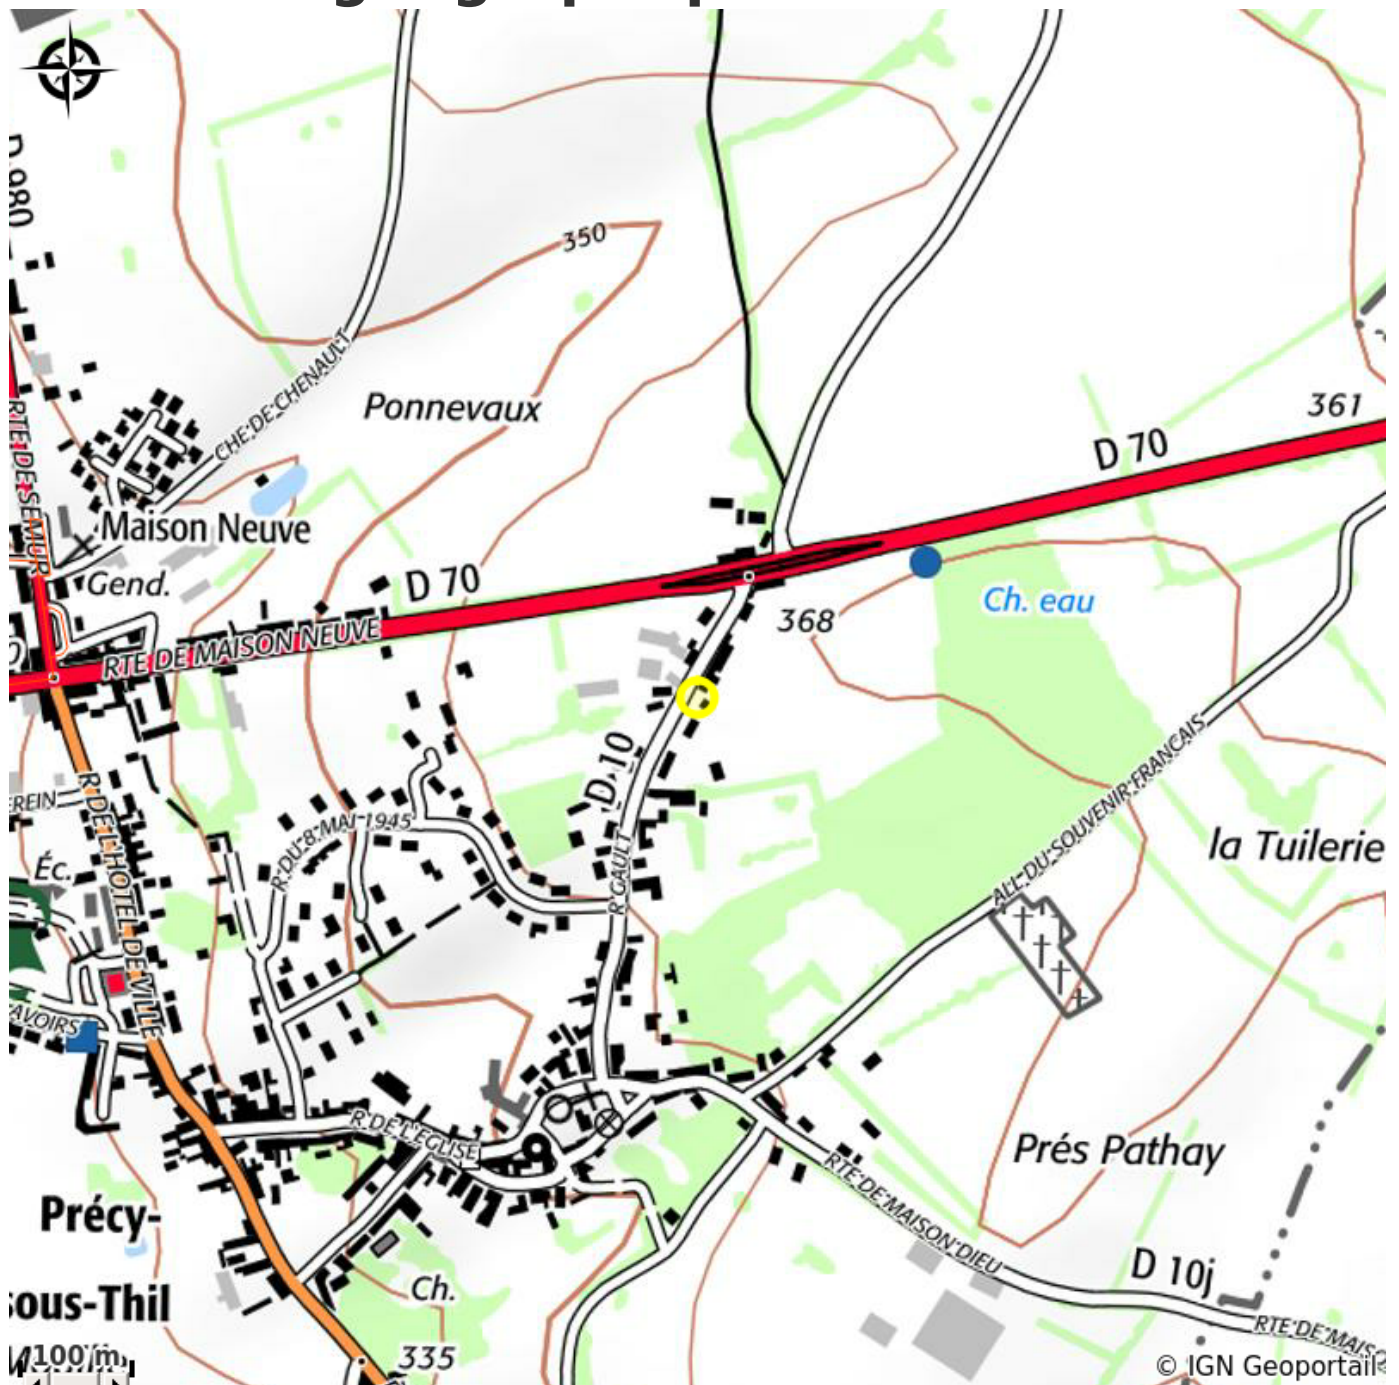 D 980
350
Ponnevaux
CHE DE CHENAULT
361
D 70
RTE DE SEMUR
Maison Neuve
Gend.
D 70
Ch. eau
368
RTE DE MAISON NEUVE
D 10
R DU 8 MAI 1945
R GAULT
R DE L'HOTEL DE VILLE
EREIN
Éc.
ALL DU SOUVENIR FRANCAIS
la Tuilerie
AVOIRS
R DE L'EGLISE
Prés Pathay
RTE DE MAISON DIEU
D 10j
Précy-
sous-Thil
Ch.
RTE DE MAISO
335
100 m
© IGN Geoportail